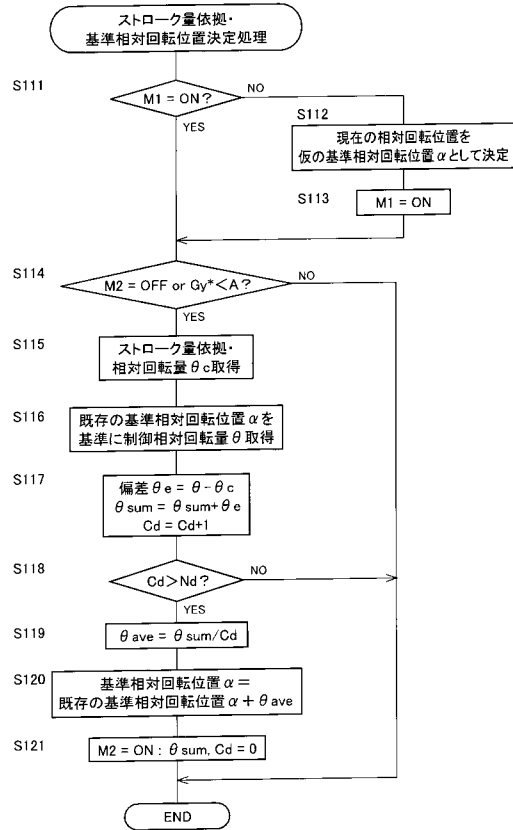 ストローク量依拠・
基準相対回転位置決定処理
S111
M1 = ON?
NO
YES
S112
現在の相対回転位置を
仮の基準相対回転位置αとして決定
S113
M1 = ON
S114
M2 = OFF or Gy*<A?
NO
YES
S115
ストローク量依拠・
相対回転量θc取得
S116
既存の基準相対回転位置αを
基準に制御相対回転量θ取得
S117
偏差θe = θ-θc
θsum = θsum+θe
Cd = Cd+1
S118
Cd>Nd?
NO
YES
S119
θave = θsum/Cd
S120
基準相対回転位置α=
既存の基準相対回転位置α+θave
S121
M2 = ON : θsum, Cd = 0
END